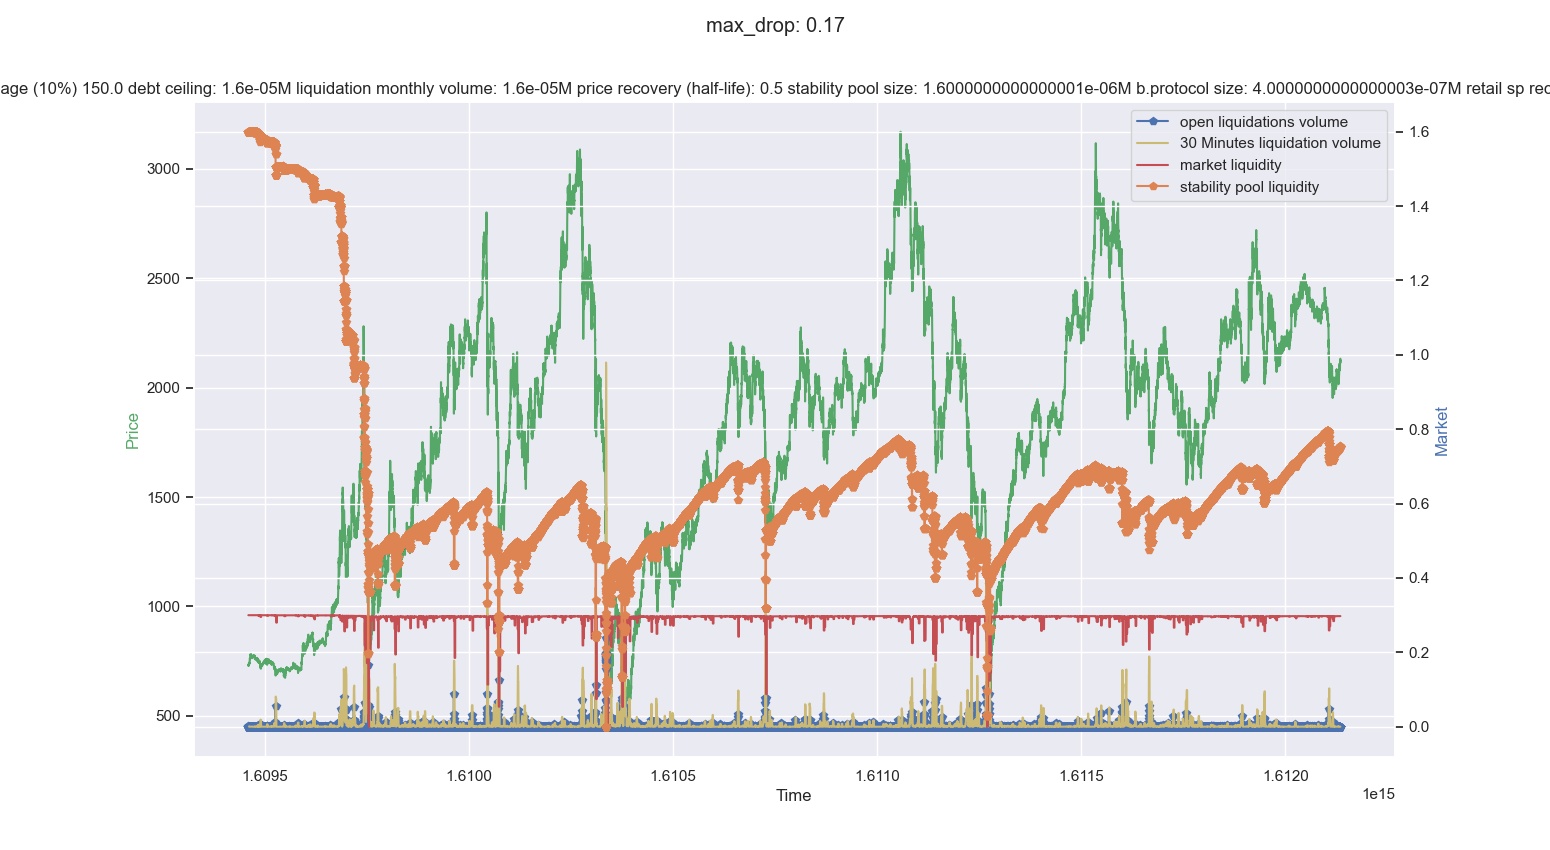 max_drop: 0.17
age (10%) 150.0 debt ceiling: 1.6e-05M liquidation monthly volume: 1.6e-05M price recovery (half-life): 0.5 stability pool size: 1.6000000000000001e-06M b.protocol size: 4.0000000000000003e-07M retail sp rec
open liquidations volume
30 Minutes liquidation volume
market liquidity
stability pool liquidity
3000
2500
2000
1500
1000
500
Price
1.6
1.4
1.2
1.0
0.8
0.6
0.4
0.2
0.0
Market
1.6095
1.6100
1.6105
1.6110
1.6115
1.6120
Time
1e15